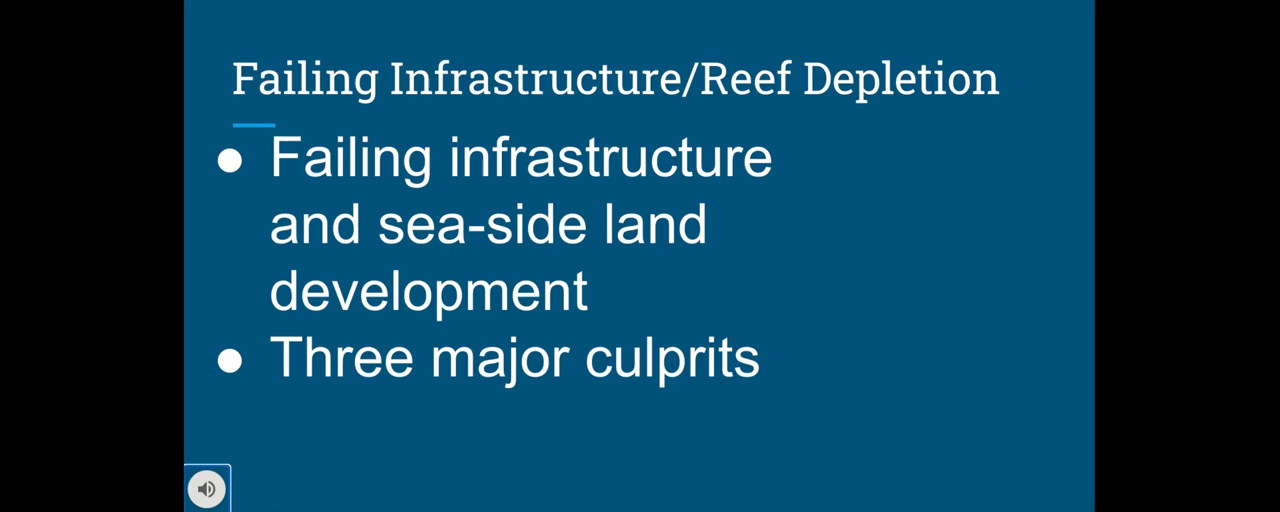 Failing Infrastructure/Reef Depletion
● Failing infrastructure
and sea-side land
development
● Three major culprits